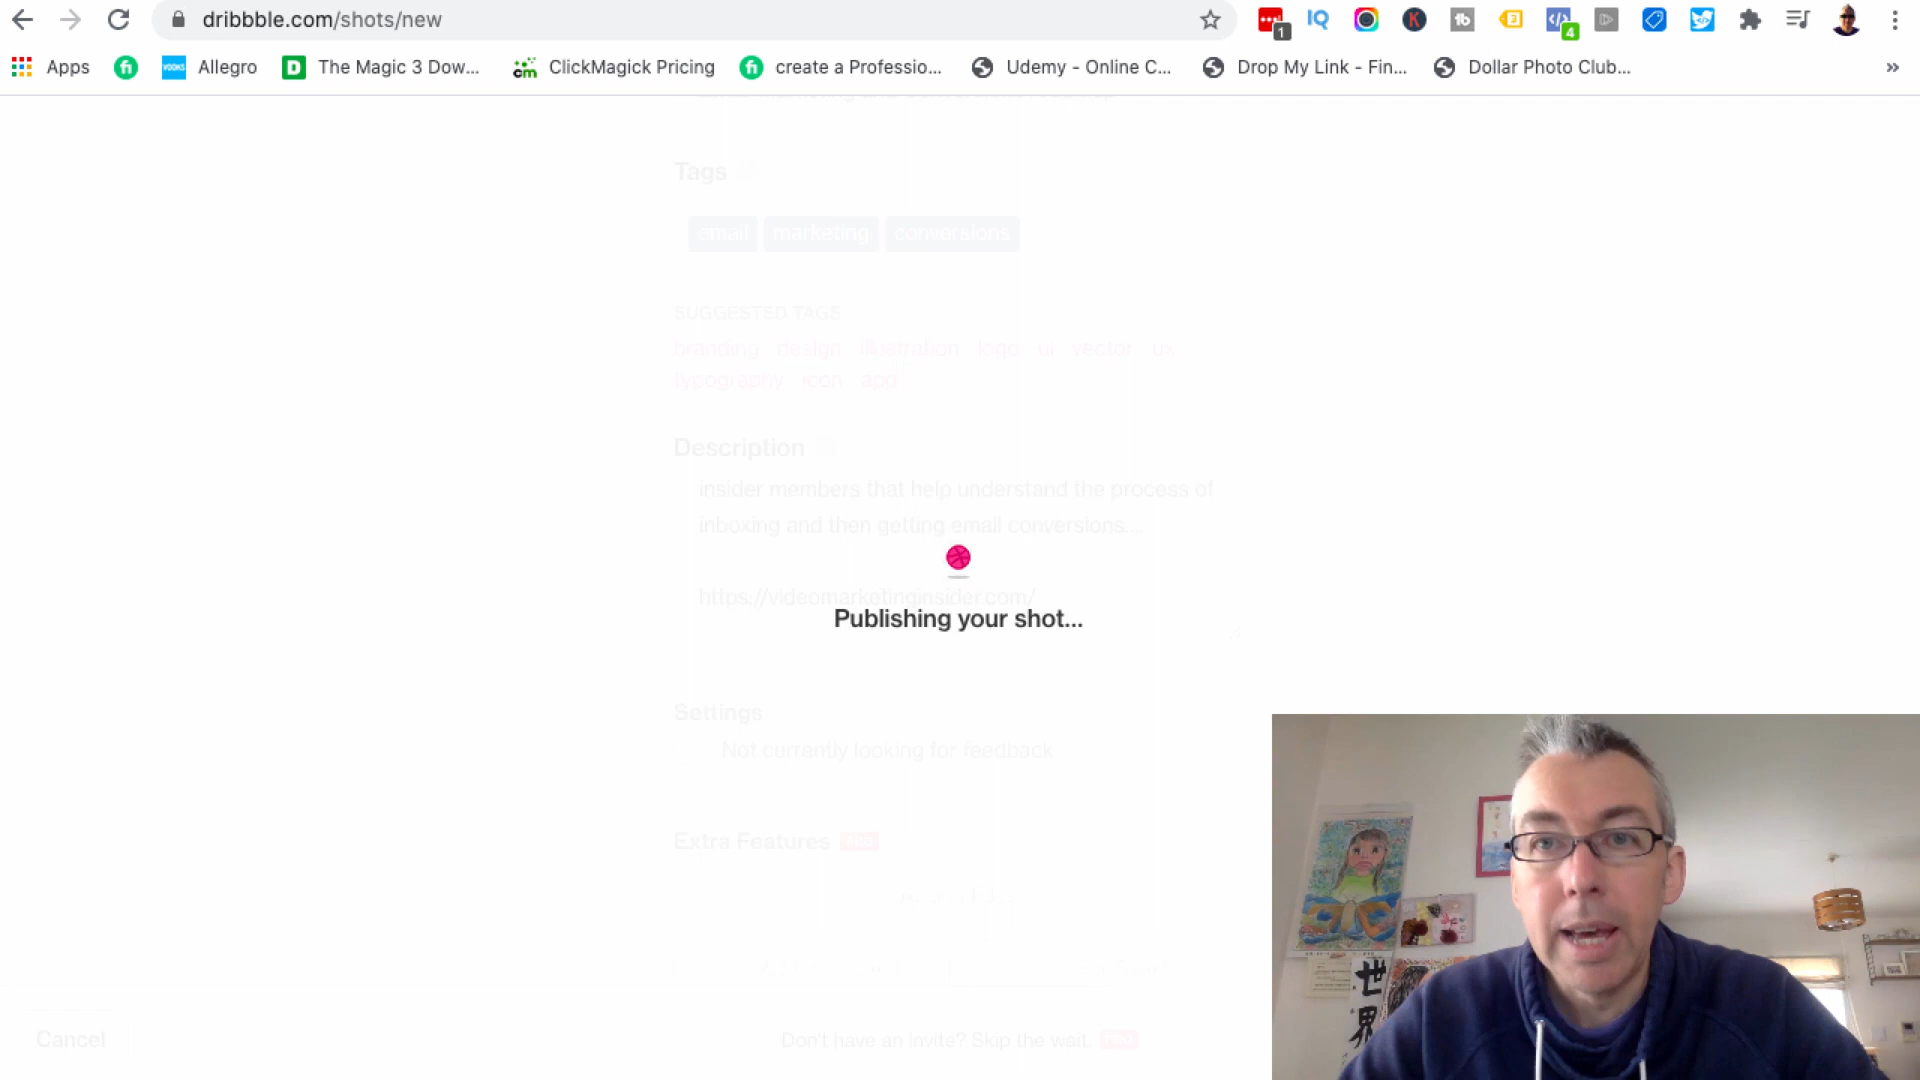 dribbble.com/shots/new
1
4
Apps
Allegro
The Magic 3 Dow...
ClickMagick Pricing
create a Professio...
Udemy - Online C...
Drop My Link - Fin...
Dollar Photo Club...
Tags
email marketing conversions
SUGGESTED TAGS
branding design illustration logo ui vector ux
typography icon app
Description
insider members that help understand the process of
inboxing and then getting email conversions....
https://videomarketinginsider.com/
Publishing your shot...
Settings
Not currently looking for feedback
Extra Features PRO
Cancel
Don't have an invite? Skip the wait. PRO
世
界